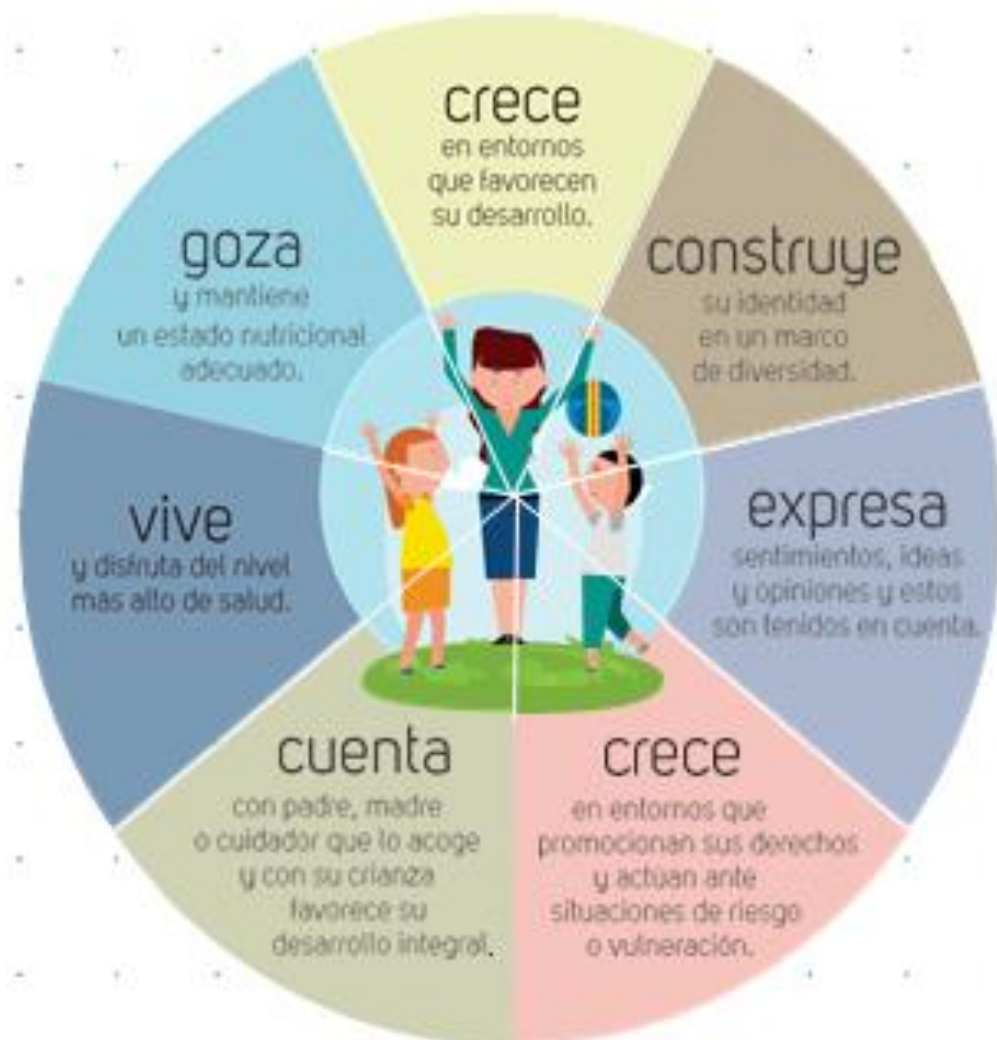 crece
en entornos
que favorecen
su desarrollo.
construye
su identidad
en un marco
de diversidad.
expresa
sentimientos, ideas
y opiniones y estos
son tenidos en cuenta.
crece
en entornos que
promocionan sus derechos
y actúan ante
situaciones de riesgo
o vulneración.
cuenta
con padre, madre
o cuidador que lo acoge
y con su crianza
favorece su
desarrollo integral.
vive
y disfruta del nivel
más alto de salud.
goza
y mantiene
un estado nutricional
adecuado.